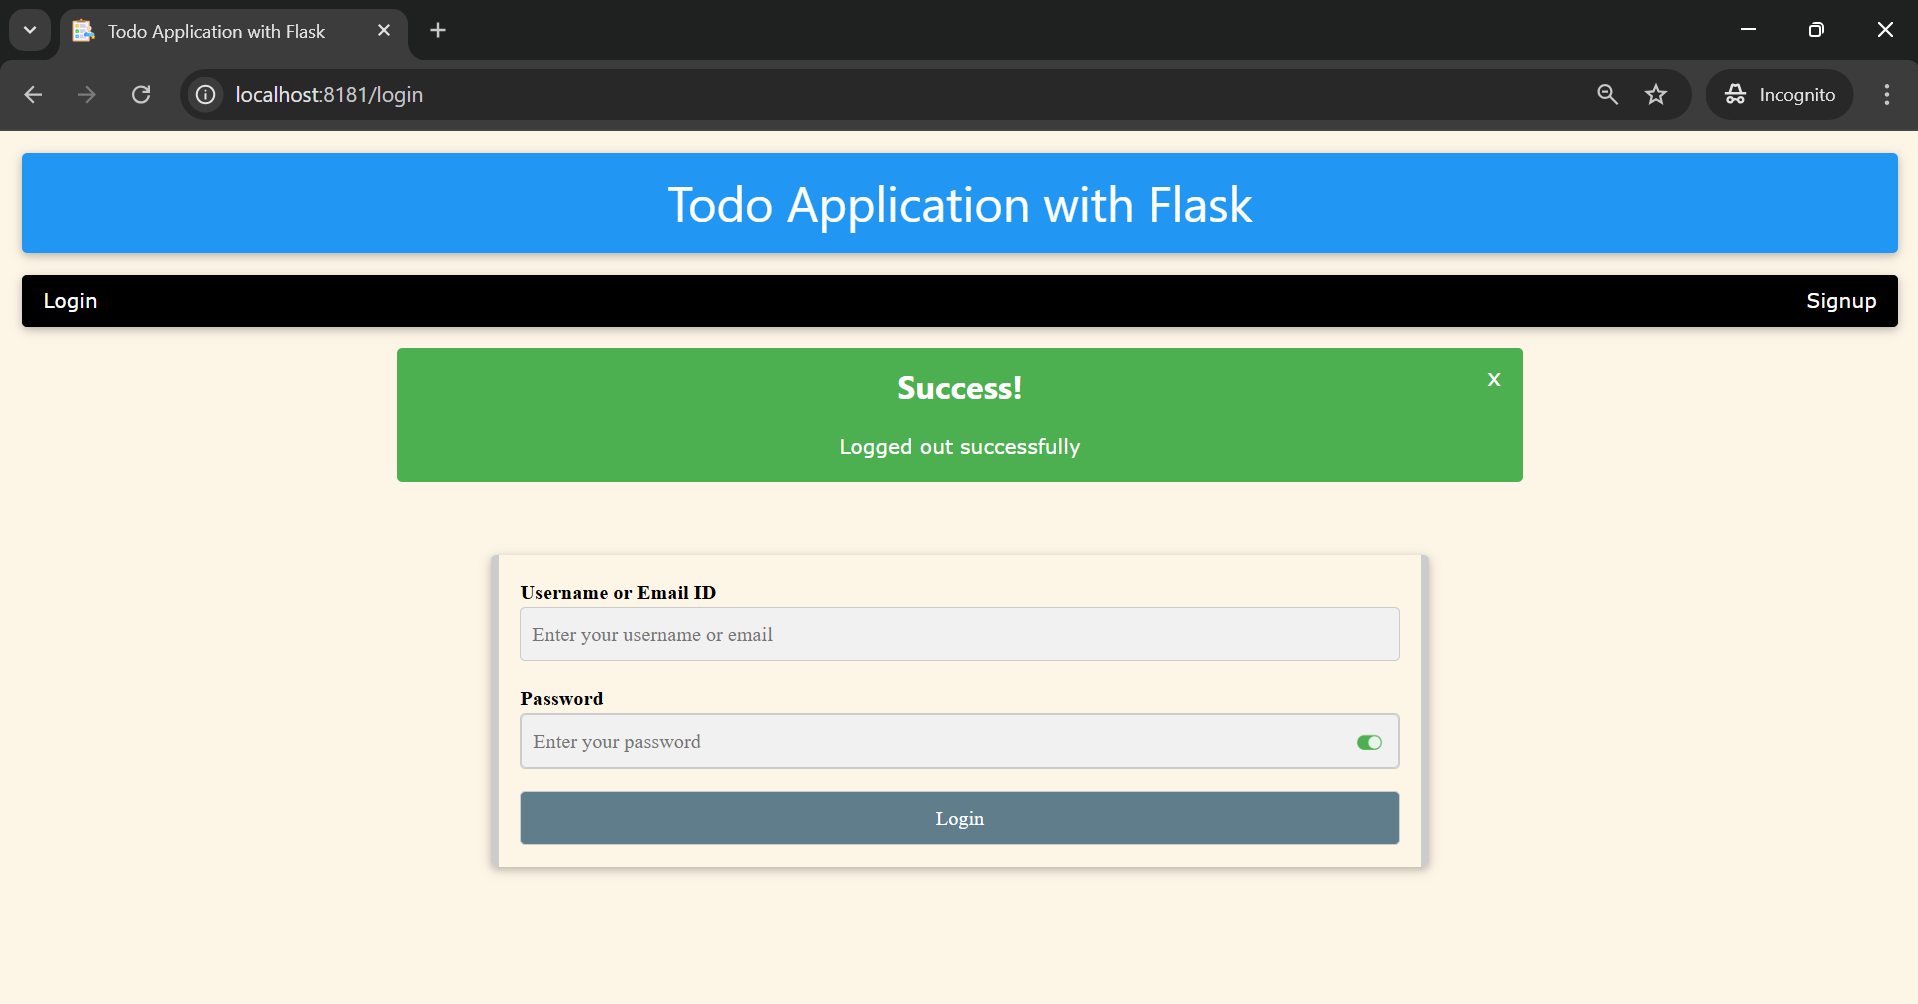 Todo Application with Flask
localhost:8181/login
Incognito
Todo Application with Flask
Login
Signup
Success!
x
Logged out successfully
Username or Email ID
Enter your username or email
Password
Enter your password
Login